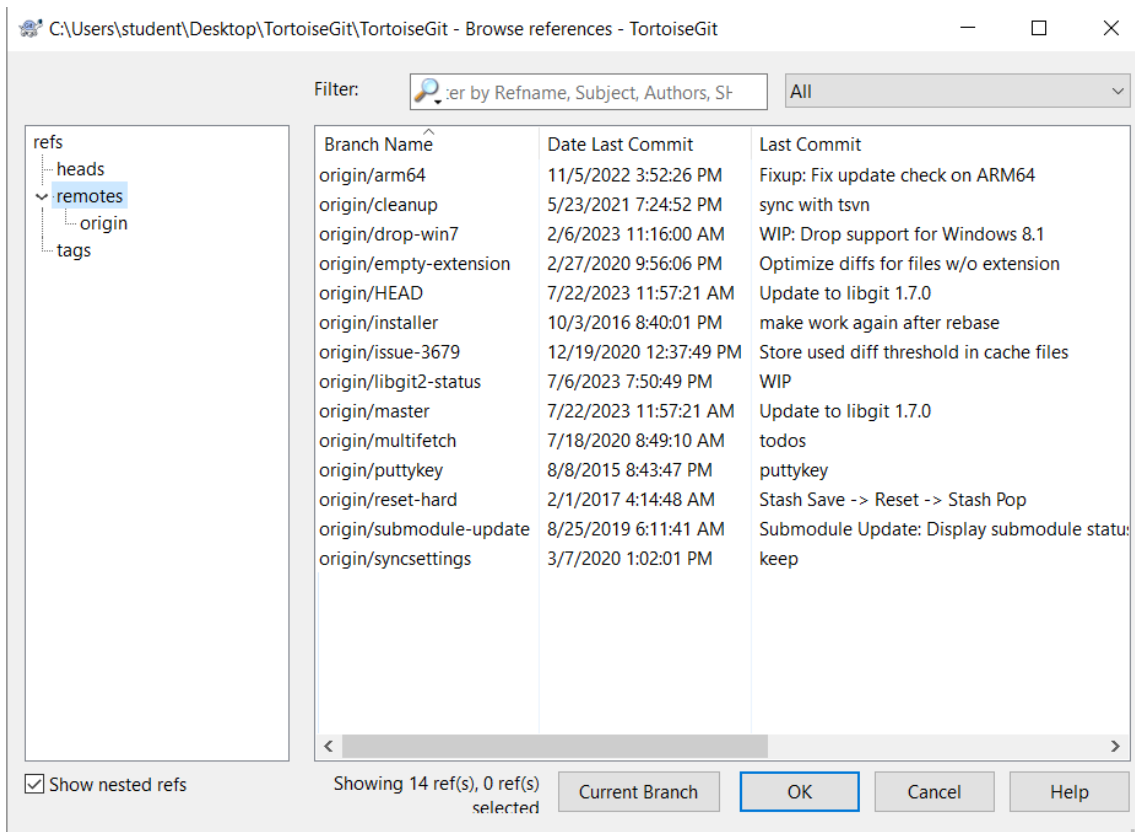 C:\Users\student\Desktop\TortoiseGit\TortoiseGit - Browse references - TortoiseGit
Filter: :er by Refname, Subject, Authors, SH All
refs
heads
remotes
origin
tags
Branch Name Date Last Commit Last Commit
origin/arm64 11/5/2022 3:52:26 PM Fixup: Fix update check on ARM64
origin/cleanup 5/23/2021 7:24:52 PM sync with tsvn
origin/drop-win7 2/6/2023 11:16:00 AM WIP: Drop support for Windows 8.1
origin/empty-extension 2/27/2020 9:56:06 PM Optimize diffs for files w/o extension
origin/HEAD 7/22/2023 11:57:21 AM Update to libgit 1.7.0
origin/installer 10/3/2016 8:40:01 PM make work again after rebase
origin/issue-3679 12/19/2020 12:37:49 PM Store used diff threshold in cache files
origin/libgit2-status 7/6/2023 7:50:49 PM WIP
origin/master 7/22/2023 11:57:21 AM Update to libgit 1.7.0
origin/multifetch 7/18/2020 8:49:10 AM todos
origin/puttykey 8/8/2015 8:43:47 PM puttykey
origin/reset-hard 2/1/2017 4:14:48 AM Stash Save -> Reset -> Stash Pop
origin/submodule-update 8/25/2019 6:11:41 AM Submodule Update: Display submodule statu
origin/syncsettings 3/7/2020 1:02:01 PM keep
Show nested refs
Showing 14 ref(s), 0 ref(s)
selected
Current Branch OK Cancel Help